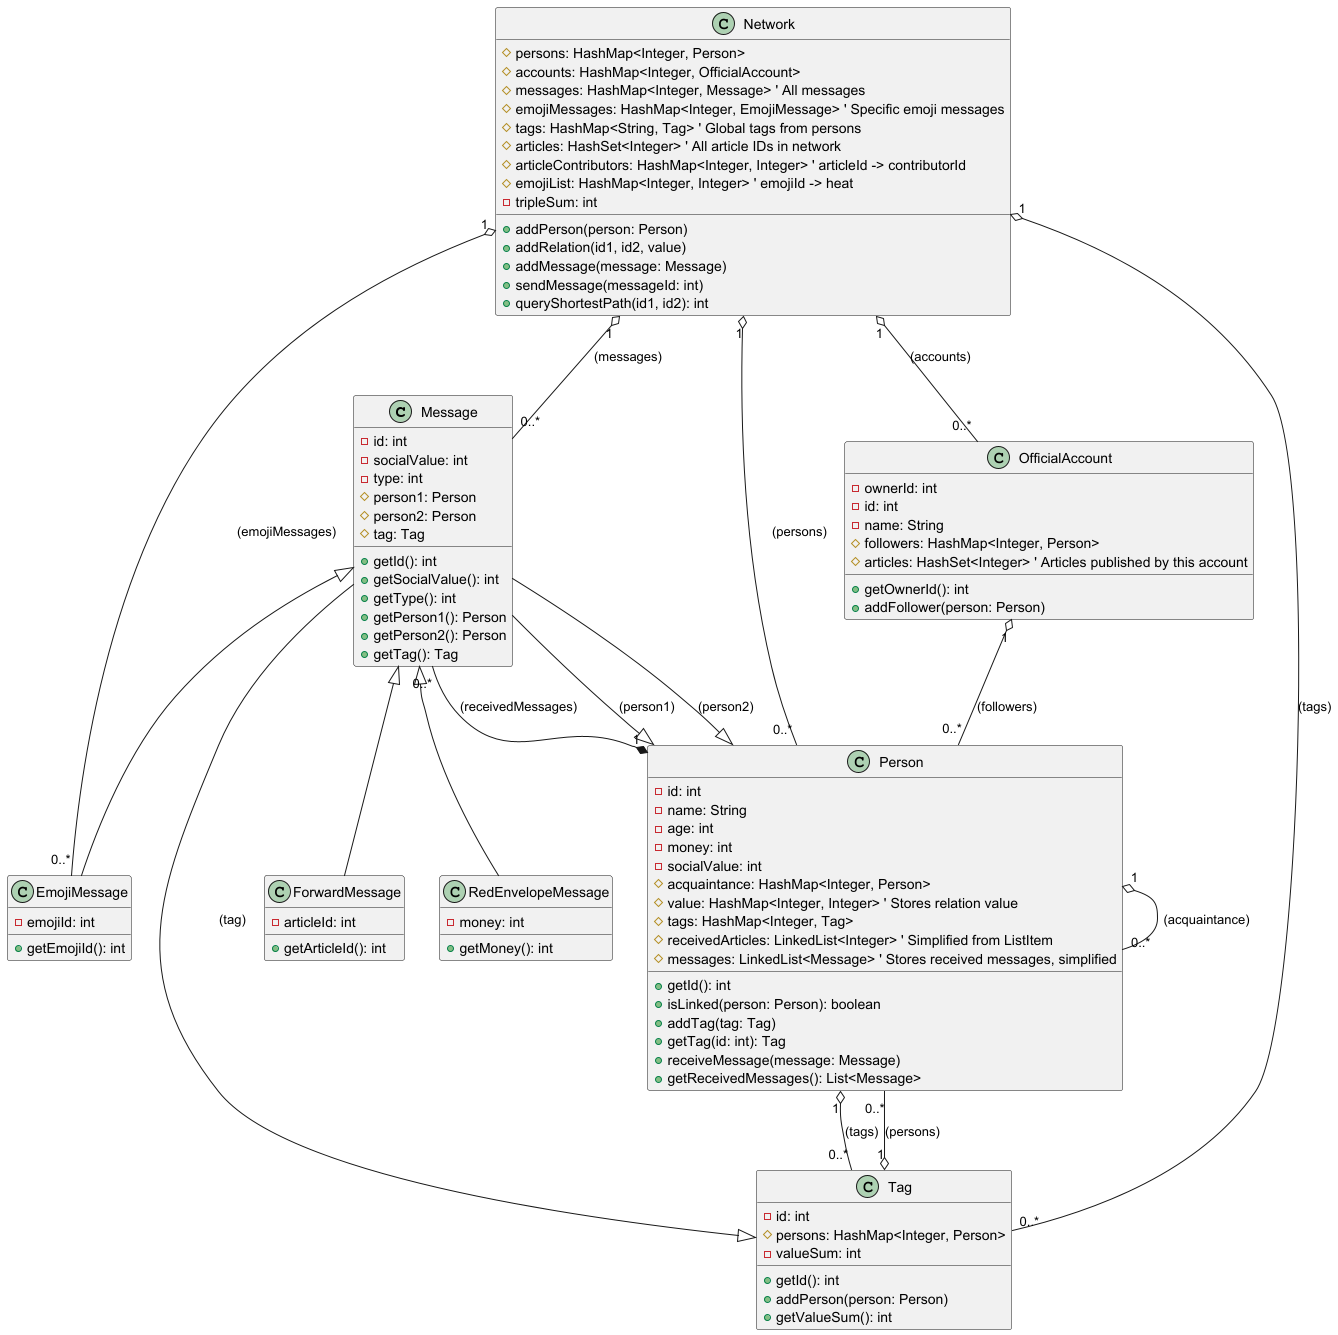 C Network
persons: HashMap<Integer, Person>
accounts: HashMap<Integer, OfficialAccount>
messages: HashMap<Integer, Message> ' All messages
emojiMessages: HashMap<Integer, EmojiMessage> ' Specific emoji messages
tags: HashMap<String, Tag> ' Global tags from persons
articles: HashSet<Integer> ' All article IDs in network
articleContributors: HashMap<Integer, Integer> ' articleId -> contributorId
emojiList: HashMap<Integer, Integer> ' emojiId -> heat
tripleSum: int
addPerson(person: Person)
addRelation(id1, id2, value)
addMessage(message: Message)
sendMessage(messageId: int)
queryShortestPath(id1, id2): int
1
1
1
1
1
(messages)
(accounts)
0..*
0..*
C Message
id: int
socialValue: int
type: int
person1: Person
person2: Person
tag: Tag
getId(): int
getSocialValue(): int
getType(): int
getPerson1(): Person
getPerson2(): Person
getTag(): Tag
C OfficialAccount
ownerId: int
id: int
name: String
followers: HashMap<Integer, Person>
articles: HashSet<Integer> ' Articles published by this account
getOwnerId(): int
addFollower(person: Person)
(emojiMessages)
(persons)
1
0..*
(receivedMessages)
(person1)
(person2)
(followers)
(tags)
1
0..*
0..*
C Person
id: int
name: String
age: int
money: int
socialValue: int
acquaintance: HashMap<Integer, Person>
value: HashMap<Integer, Integer> ' Stores relation value
tags: HashMap<Integer, Tag>
receivedArticles: LinkedList<Integer> ' Simplified from ListItem
messages: LinkedList<Message> ' Stores received messages, simplified
getId(): int
isLinked(person: Person): boolean
addTag(tag: Tag)
getTag(id: int): Tag
receiveMessage(message: Message)
getReceivedMessages(): List<Message>
1
(acquaintance)
0..*
0..*
C EmojiMessage
emojiId: int
getEmojiId(): int
(tag)
C ForwardMessage
articleId: int
getArticleId(): int
C RedEnvelopeMessage
money: int
getMoney(): int
1
0..*
(tags)
(persons)
0..*
1
0..*
C Tag
id: int
persons: HashMap<Integer, Person>
valueSum: int
getId(): int
addPerson(person: Person)
getValueSum(): int